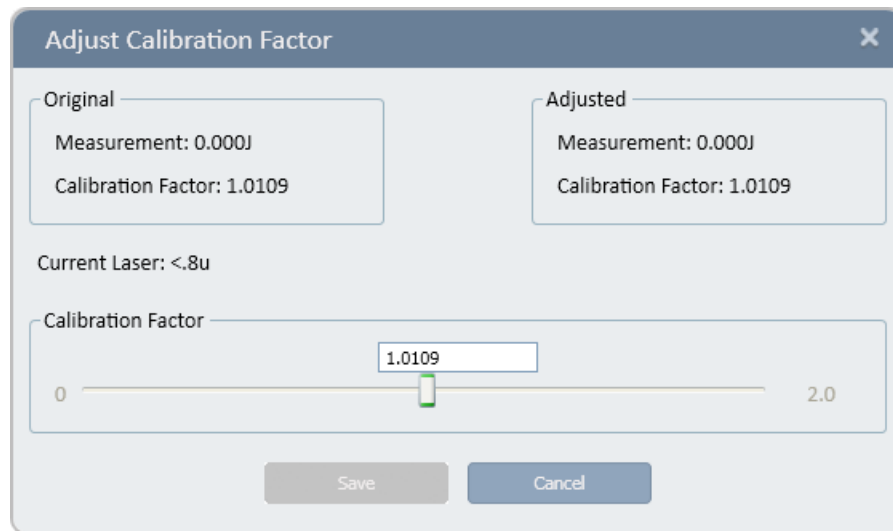 Adjust Calibration Factor
Original
Measurement: 0.000J
Calibration Factor: 1.0109
Adjusted
Measurement: 0.000J
Calibration Factor: 1.0109
Current Laser: <.8u
Calibration Factor
1.0109
0
2.0
Save
Cancel